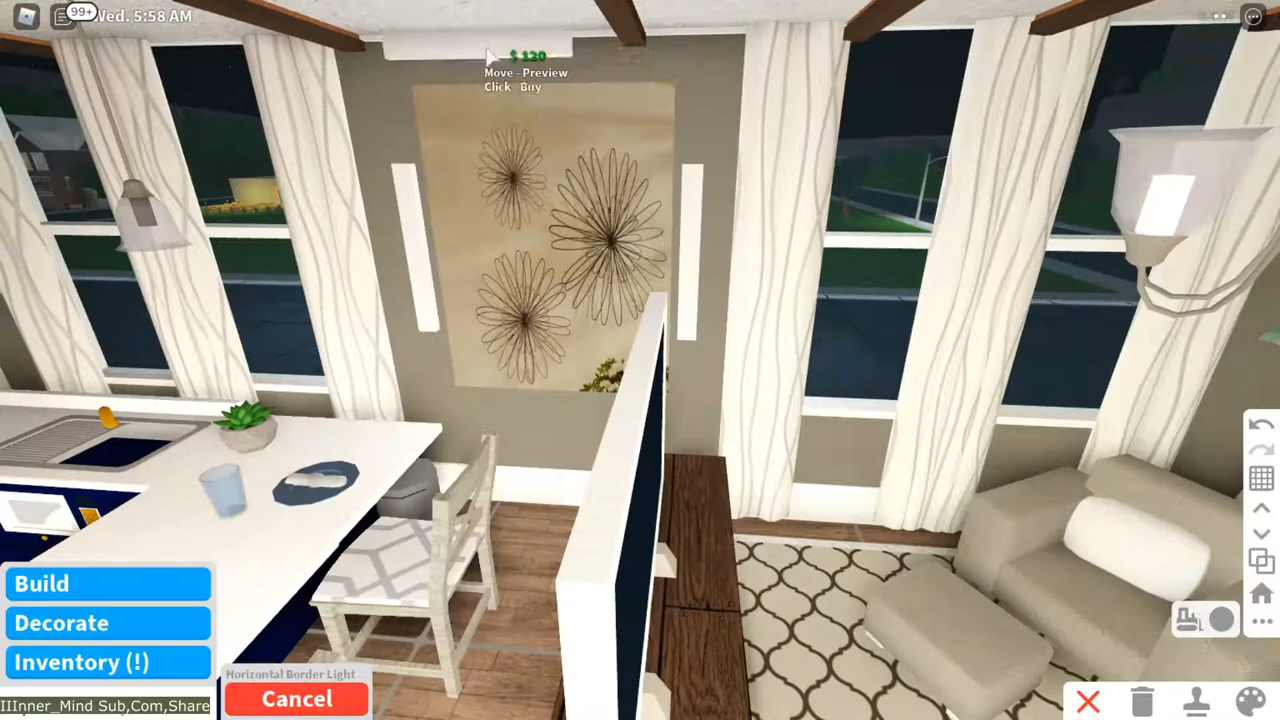 99+
Wed. 5:58 AM
$ 120
Move - Preview
Click - Buy
Build
Decorate
Inventory (!)
Horizontal Border Light
Cancel
IIInner_Mind Sub,Com,Share